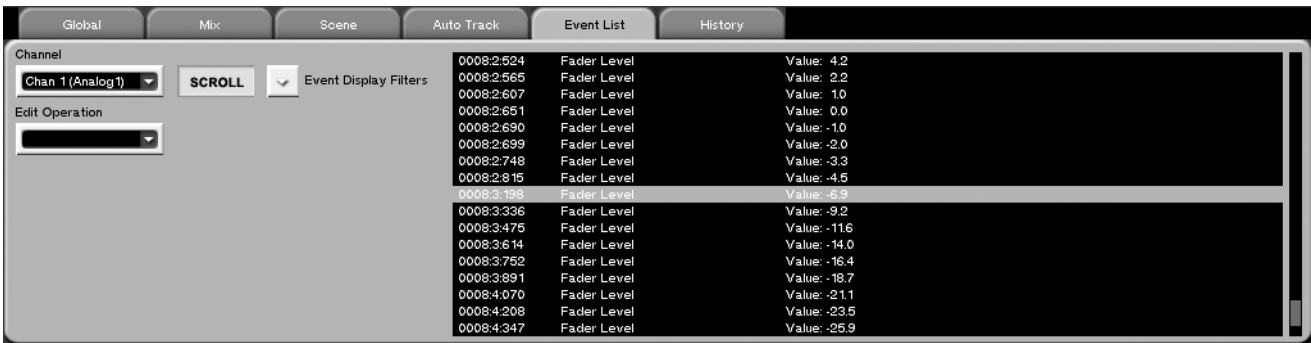 Global Mix Scene Auto Track Event List History
Channel
Chan 1 (Analog 1)
SCROLL
Event Display Filters
Edit Operation
0008:2:524 Fader Level Value: 4.2
0008:2:565 Fader Level Value: 2.2
0008:2:607 Fader Level Value: 1.0
0008:2:651 Fader Level Value: 0.0
0008:2:690 Fader Level Value: -1.0
0008:2:699 Fader Level Value: -2.0
0008:2:748 Fader Level Value: -3.3
0008:2:815 Fader Level Value: -4.5
0008:3:198 Fader Level Value: -6.9
0008:3:336 Fader Level Value: -9.2
0008:3:475 Fader Level Value: -11.6
0008:3:614 Fader Level Value: -14.0
0008:3:752 Fader Level Value: -16.4
0008:3:891 Fader Level Value: -18.7
0008:4:070 Fader Level Value: -21.1
0008:4:208 Fader Level Value: -23.5
0008:4:347 Fader Level Value: -25.9